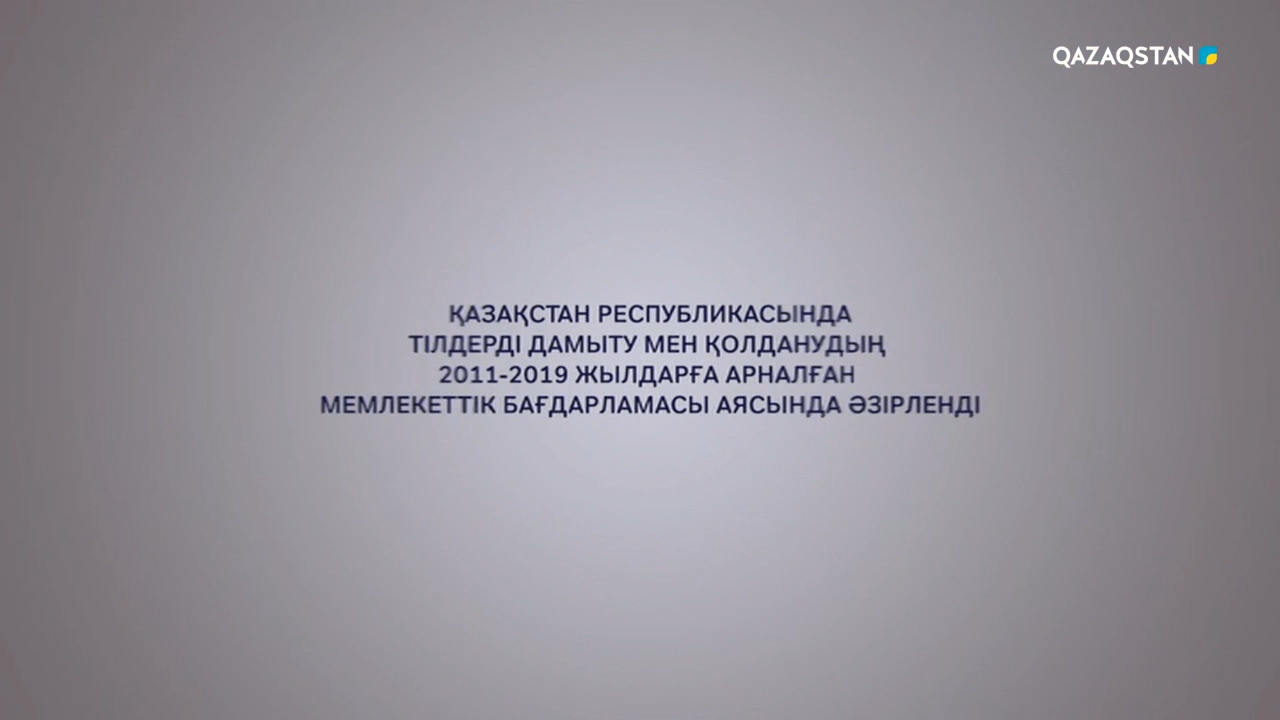 QAZAQSTAN
ҚАЗАҚСТАН РЕСПУБЛИКАСЫНДА
ТІЛДЕРДІ ДАМЫТУ МЕН ҚОЛДАНУДЫҢ
2011-2019 ЖЫЛДАРҒА АРНАЛҒАН
МЕМЛЕКЕТТІК БАҒДАРЛАМАСЫ АЯСЫНДА ӘЗІРЛЕНДІ